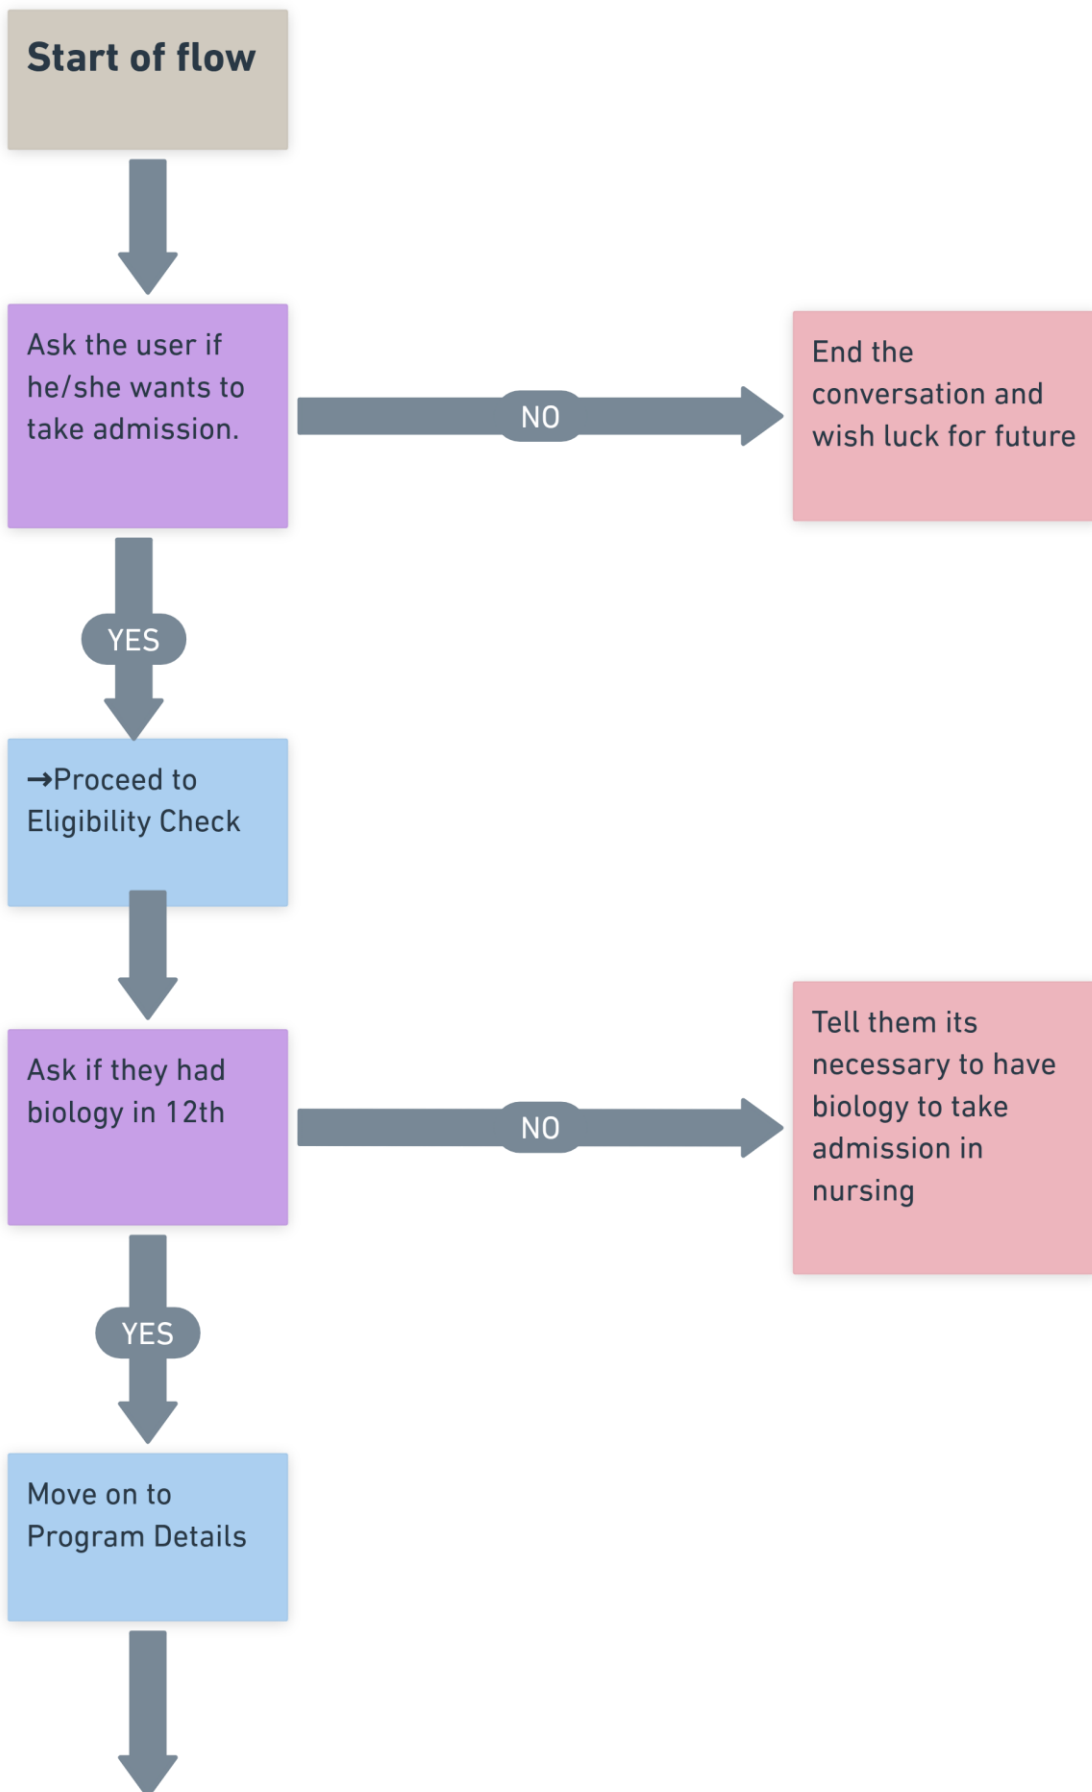 Start of flow
Ask the user if
he/she wants to
take admission.
NO
End the
conversation and
wish luck for future
YES
→Proceed to
Eligibility Check
Ask if they had
biology in 12th
NO
Tell them its
necessary to have
biology to take
admission in
nursing
YES
Move on to
Program Details